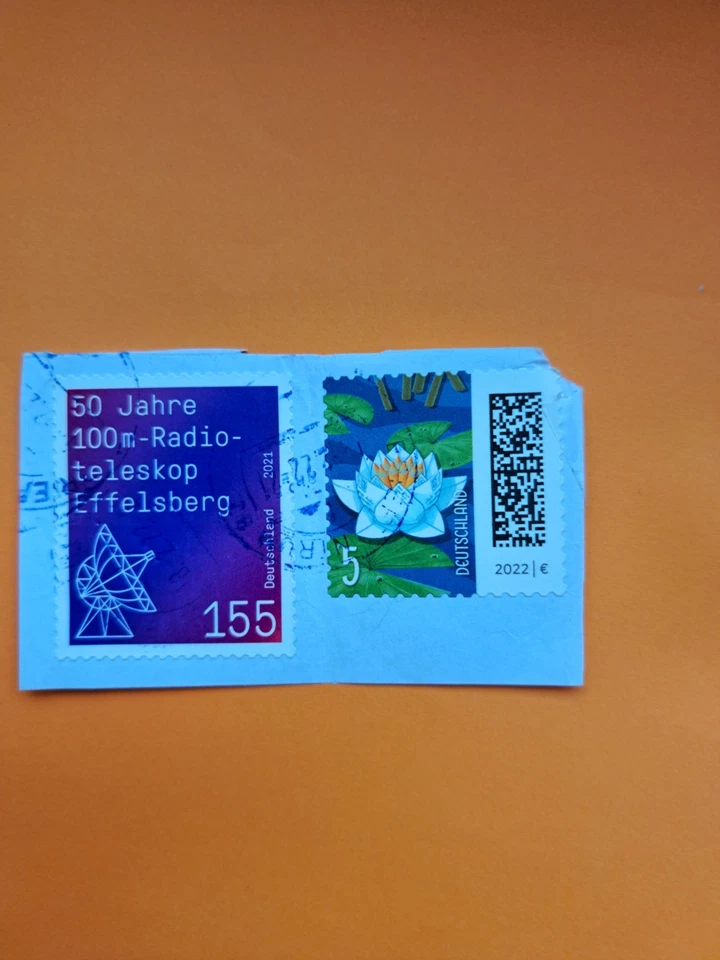 50 Jahre
100m-Radio-
teleskop
Effelsberg
Deutschland 2021
155
5
DEUTSCHLAND
2022 | €